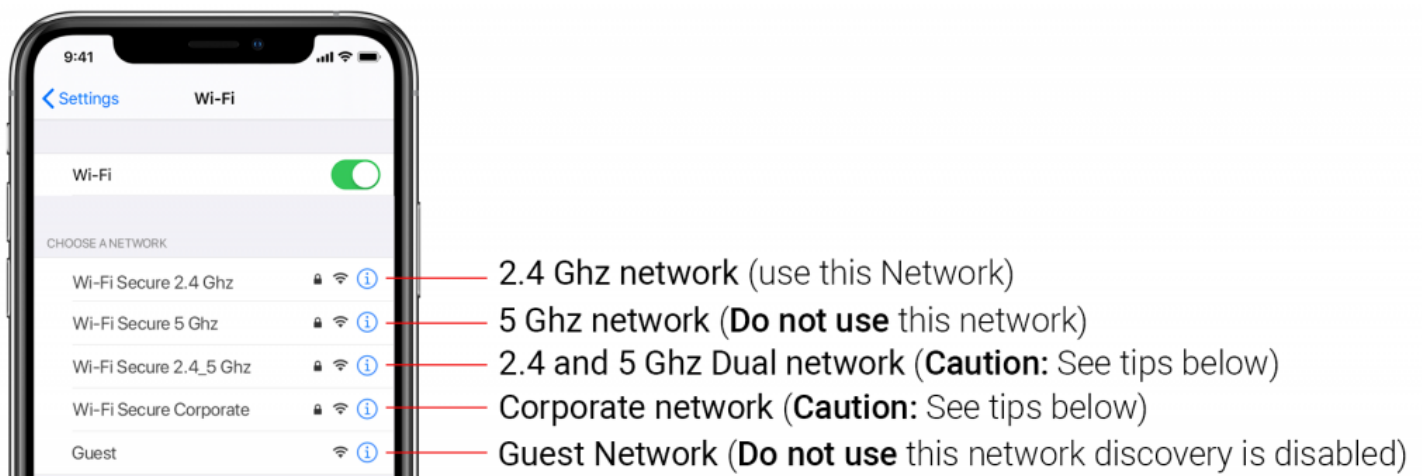 9:41
Settings Wi-Fi
Wi-Fi
CHOOSE A NETWORK
Wi-Fi Secure 2.4 Ghz 2.4 Ghz network (use this Network)
Wi-Fi Secure 5 Ghz 5 Ghz network (Do not use this network)
Wi-Fi Secure 2.4_5 Ghz 2.4 and 5 Ghz Dual network (Caution: See tips below)
Wi-Fi Secure Corporate Corporate network (Caution: See tips below)
Guest Guest Network (Do not use this network discovery is disabled)